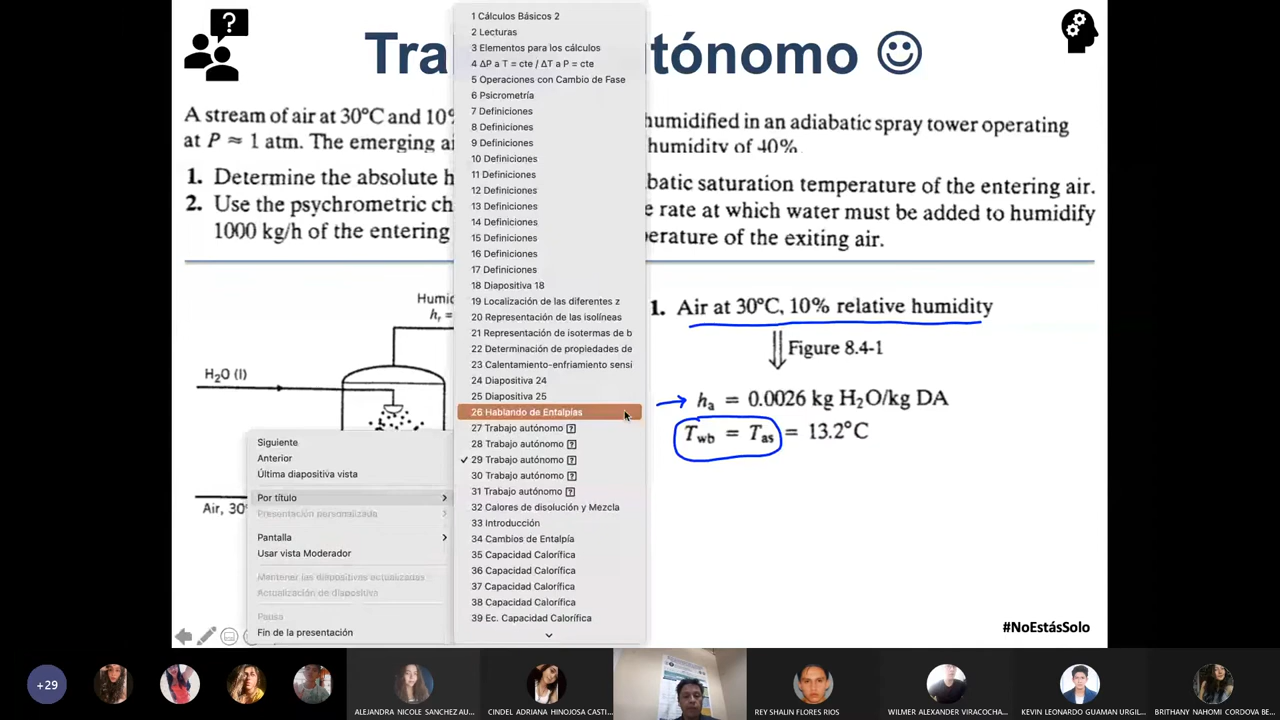 Tra
tónomo
A stream of air at 30°C and 10
humidified in an adiabatic spray tower operating
at P ≈ 1 atm. The emerging ai
humidity of 40%.
1. Determine the absolute h
batic saturation temperature of the entering air.
2. Use the psychrometric ch
e rate at which water must be added to humidify
1000 kg/h of the entering
perature of the exiting air.
1 Cálculos Básicos 2
2 Lecturas
3 Elementos para los cálculos
4 ΔP a T = cte / ΔT a P = cte
5 Operaciones con Cambio de Fase
6 Psicrometría
7 Definiciones
8 Definiciones
9 Definiciones
10 Definiciones
11 Definiciones
12 Definiciones
13 Definiciones
14 Definiciones
15 Definiciones
16 Definiciones
17 Definiciones
18 Diapositiva 18
19 Localización de las diferentes z
20 Representación de las isolíneas
21 Representación de isotermas de b
22 Determinación de propiedades de
23 Calentamiento-enfriamiento sensi
24 Diapositiva 24
25 Diapositiva 25
26 Hablando de Entalpías
27 Trabajo autónomo ?
28 Trabajo autónomo ?
✓ 29 Trabajo autónomo ?
30 Trabajo autónomo ?
31 Trabajo autónomo ?
32 Calores de disolución y Mezcla
33 Introducción
34 Cambios de Entalpía
35 Capacidad Calorífica
36 Capacidad Calorífica
37 Capacidad Calorífica
38 Capacidad Calorífica
39 Ec. Capacidad Calorífica
Humi
h_r =
H₂O (l)
Air, 30°
Siguiente
Anterior
Última diapositiva vista
Por título
Presentación personalizada
Pantalla
Usar vista Moderador
Mantener las diapositivas actualizadas
Actualización de diapositiva
Pausa
Fin de la presentación
1. Air at 30°C, 10% relative humidity
Figure 8.4-1
h_a = 0.0026 kg H₂O/kg DA
T_wb = T_as = 13.2°C
#NoEstásSolo
+29
ALEJANDRA NICOLE SANCHEZ AU...
CINDEL ADRIANA HINOJOSA CASTI...
REY SHALIN FLORES RIOS
WILMER ALEXANDER VIRACOCHA...
KEVIN LEONARDO GUAMAN URGIL...
BRITHANY NAHOMI CORDOVA BE...